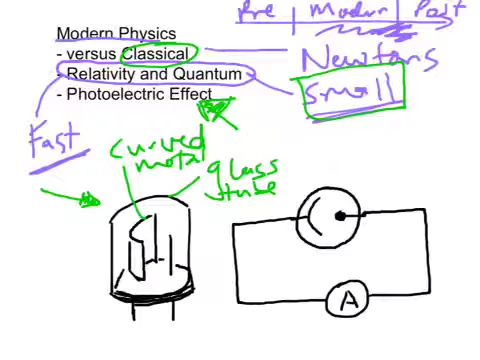 Pre | Modern | Post
Modern Physics
- versus Classical
Newtons
- Relativity and Quantum
small
- Photoelectric Effect
Fast
curved
metal
glass
tube
A